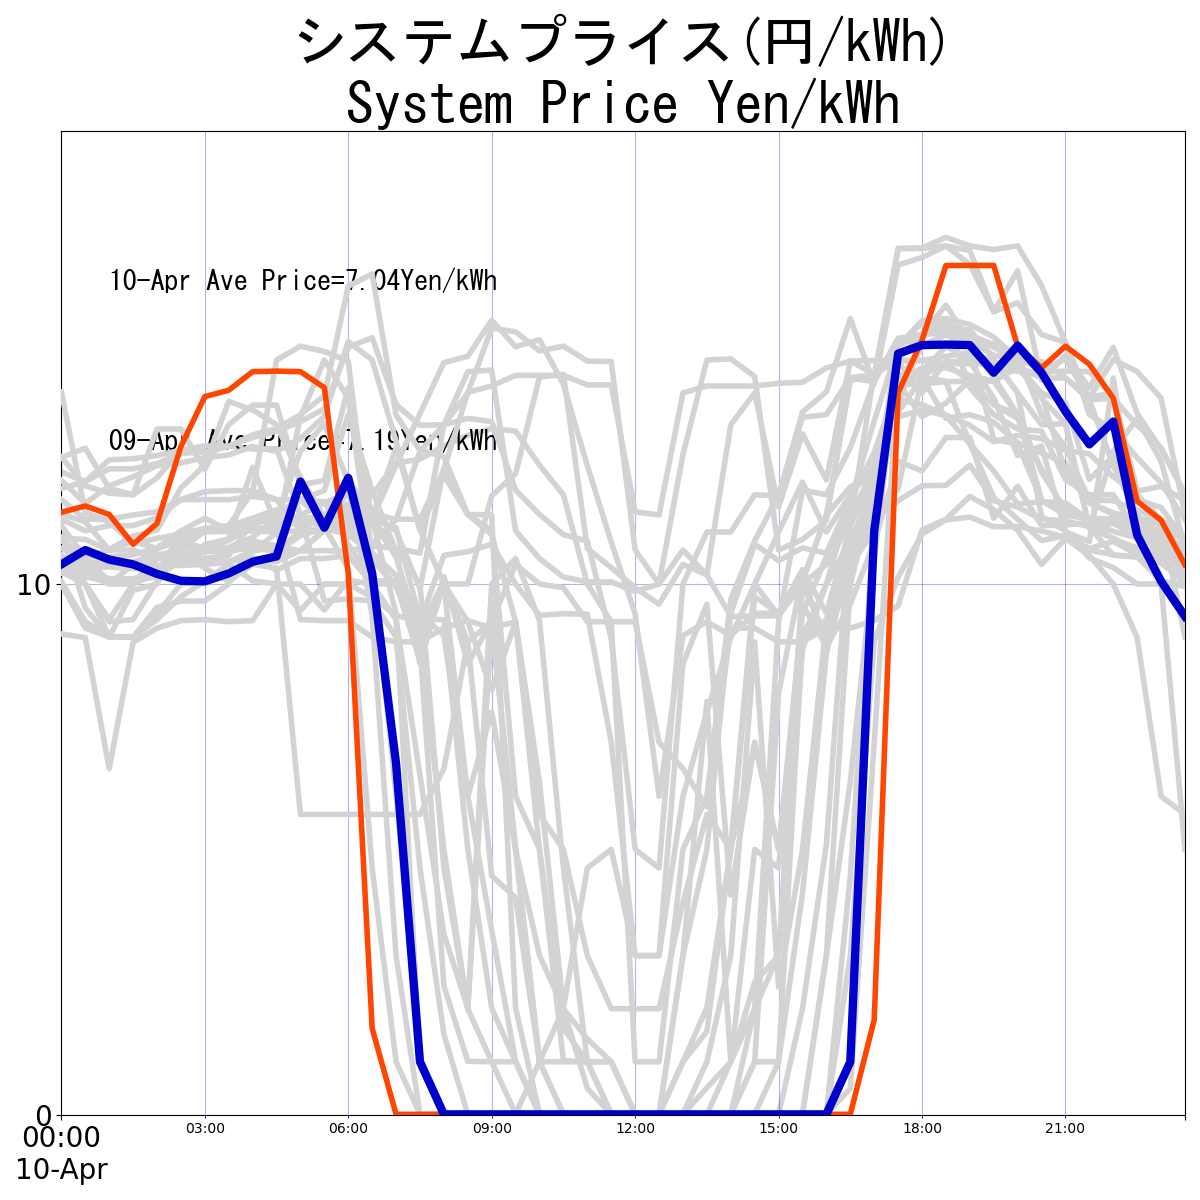 システムプライス(円/kWh)
System Price Yen/kWh
10-Apr Ave Price=7.04Yen/kWh
09-Apr Ave Price=7.19Yen/kWh
10
0
00:00 03:00 06:00 09:00 12:00 15:00 18:00 21:00
10-Apr